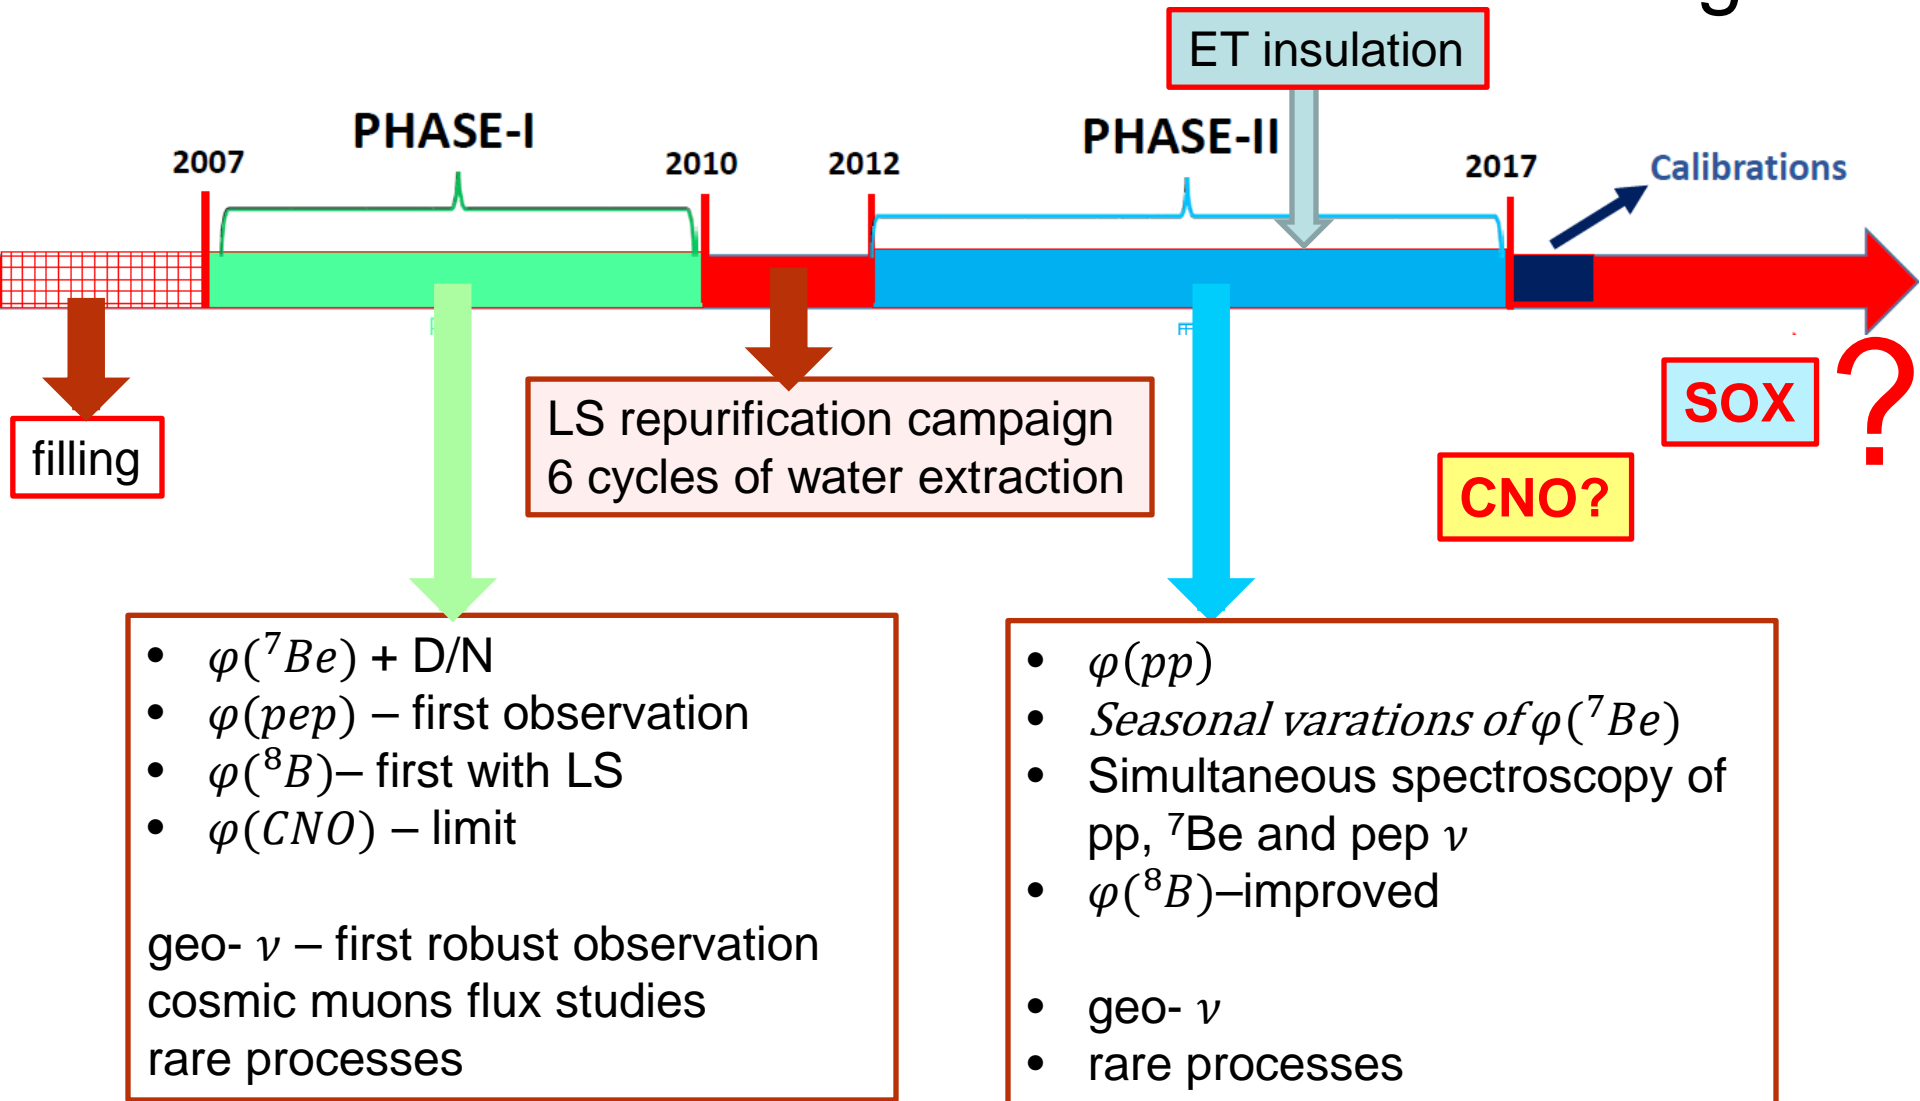 ET insulation
PHASE-I
PHASE-II
2007
2010
2012
2017
Calibrations
filling
LS repurification campaign
6 cycles of water extraction
SOX
?
CNO?
• φ(⁷Be) + D/N
• φ(pep) – first observation
• φ(⁸B)– first with LS
• φ(CNO) – limit
geo- ν – first robust observation
cosmic muons flux studies
rare processes
• φ(pp)
• Seasonal varations of φ(⁷Be)
• Simultaneous spectroscopy of
pp, ⁷Be and pep ν
• φ(⁸B)–improved
• geo- ν
• rare processes